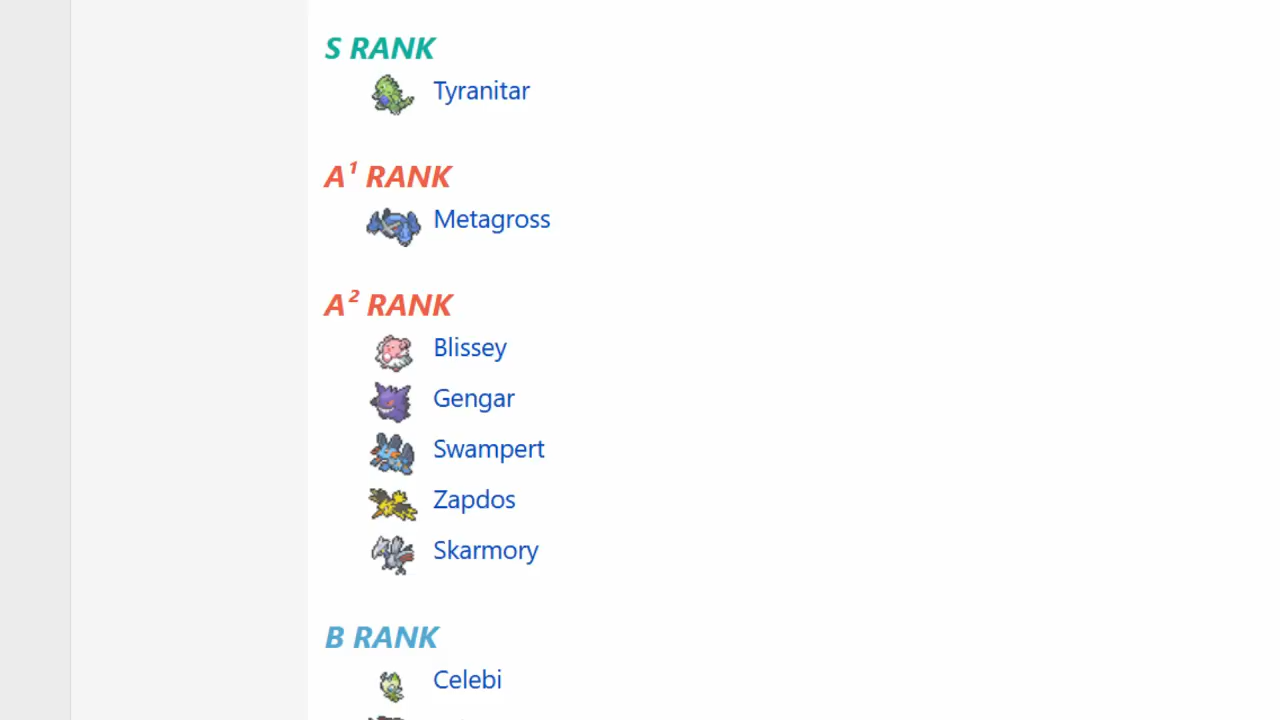 S RANK
Tyranitar
A¹ RANK
Metagross
A² RANK
Blissey
Gengar
Swampert
Zapdos
Skarmory
B RANK
Celebi